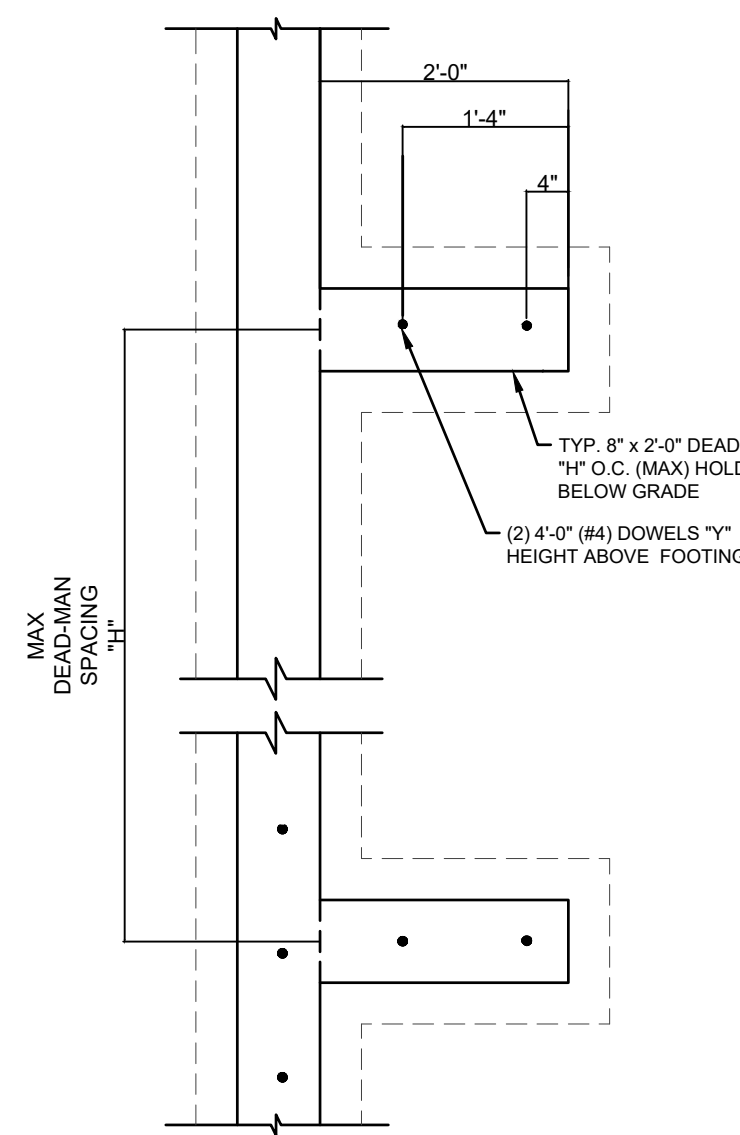 2'-0"
1'-4"
4"
TYP. 8" x 2'-0" DEAD
"H" O.C. (MAX) HOLD
BELOW GRADE
(2) 4'-0" (#4) DOWELS "Y"
HEIGHT ABOVE FOOTING
MAX
DEAD-MAN
SPACING
"H"